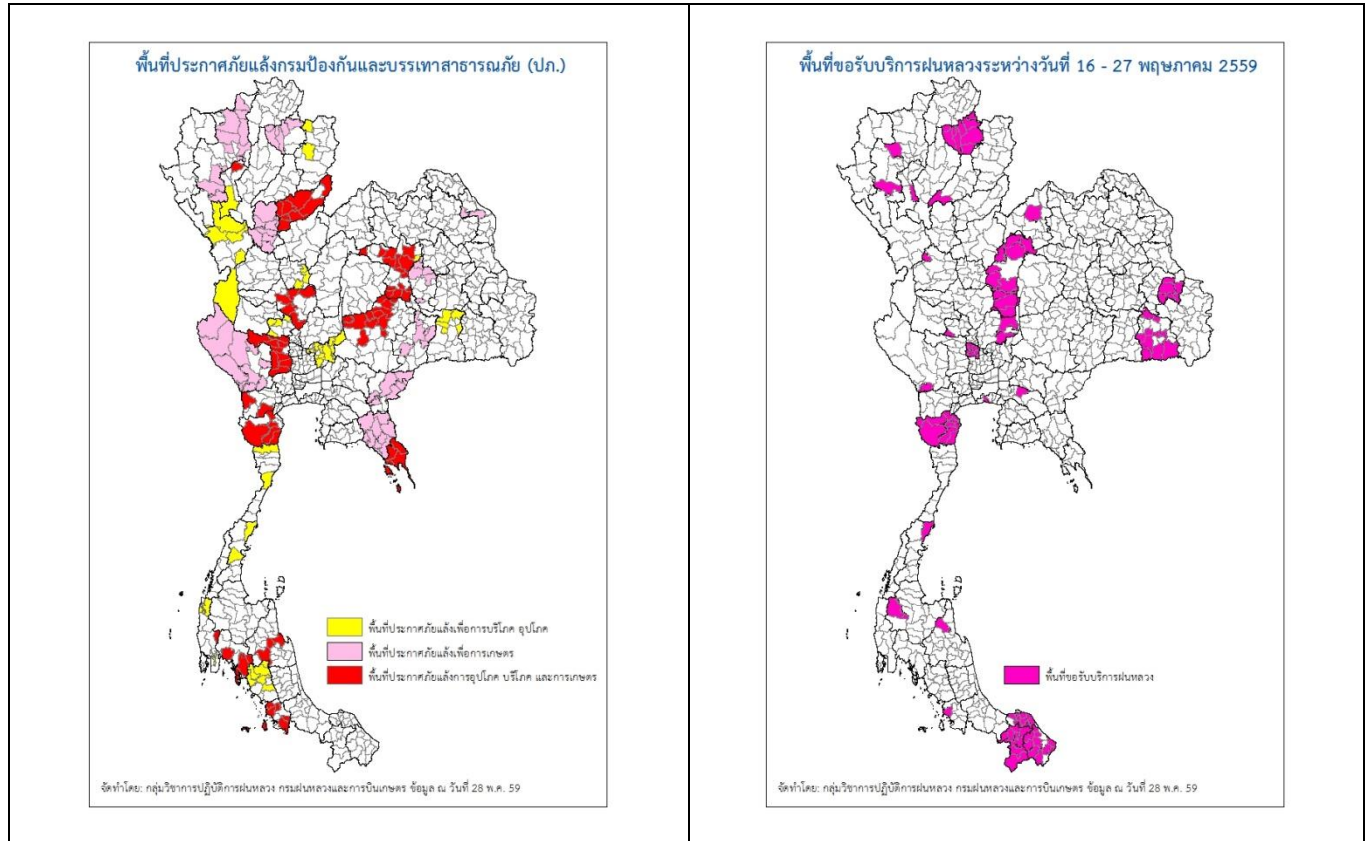 พื้นที่ประกาศภัยแล้งกรมป้องกันและบรรเทาสาธารณภัย (ปภ.)
พื้นที่ประกาศภัยแล้งเพื่อการบริโภค อุปโภค
พื้นที่ประกาศภัยแล้งเพื่อการเกษตร
พื้นที่ประกาศภัยแล้งการอุปโภค บริโภค และการเกษตร
จัดทำโดย: กลุ่มวิชาการปฏิบัติการฝนหลวง กรมฝนหลวงและการบินเกษตร ข้อมูล ณ วันที่ 28 พ.ค. 59
พื้นที่ขอรับบริการฝนหลวงระหว่างวันที่ 16 - 27 พฤษภาคม 2559
พื้นที่ขอรับบริการฝนหลวง
จัดทำโดย: กลุ่มวิชาการปฏิบัติการฝนหลวง กรมฝนหลวงและการบินเกษตร ข้อมูล ณ วันที่ 28 พ.ค. 59